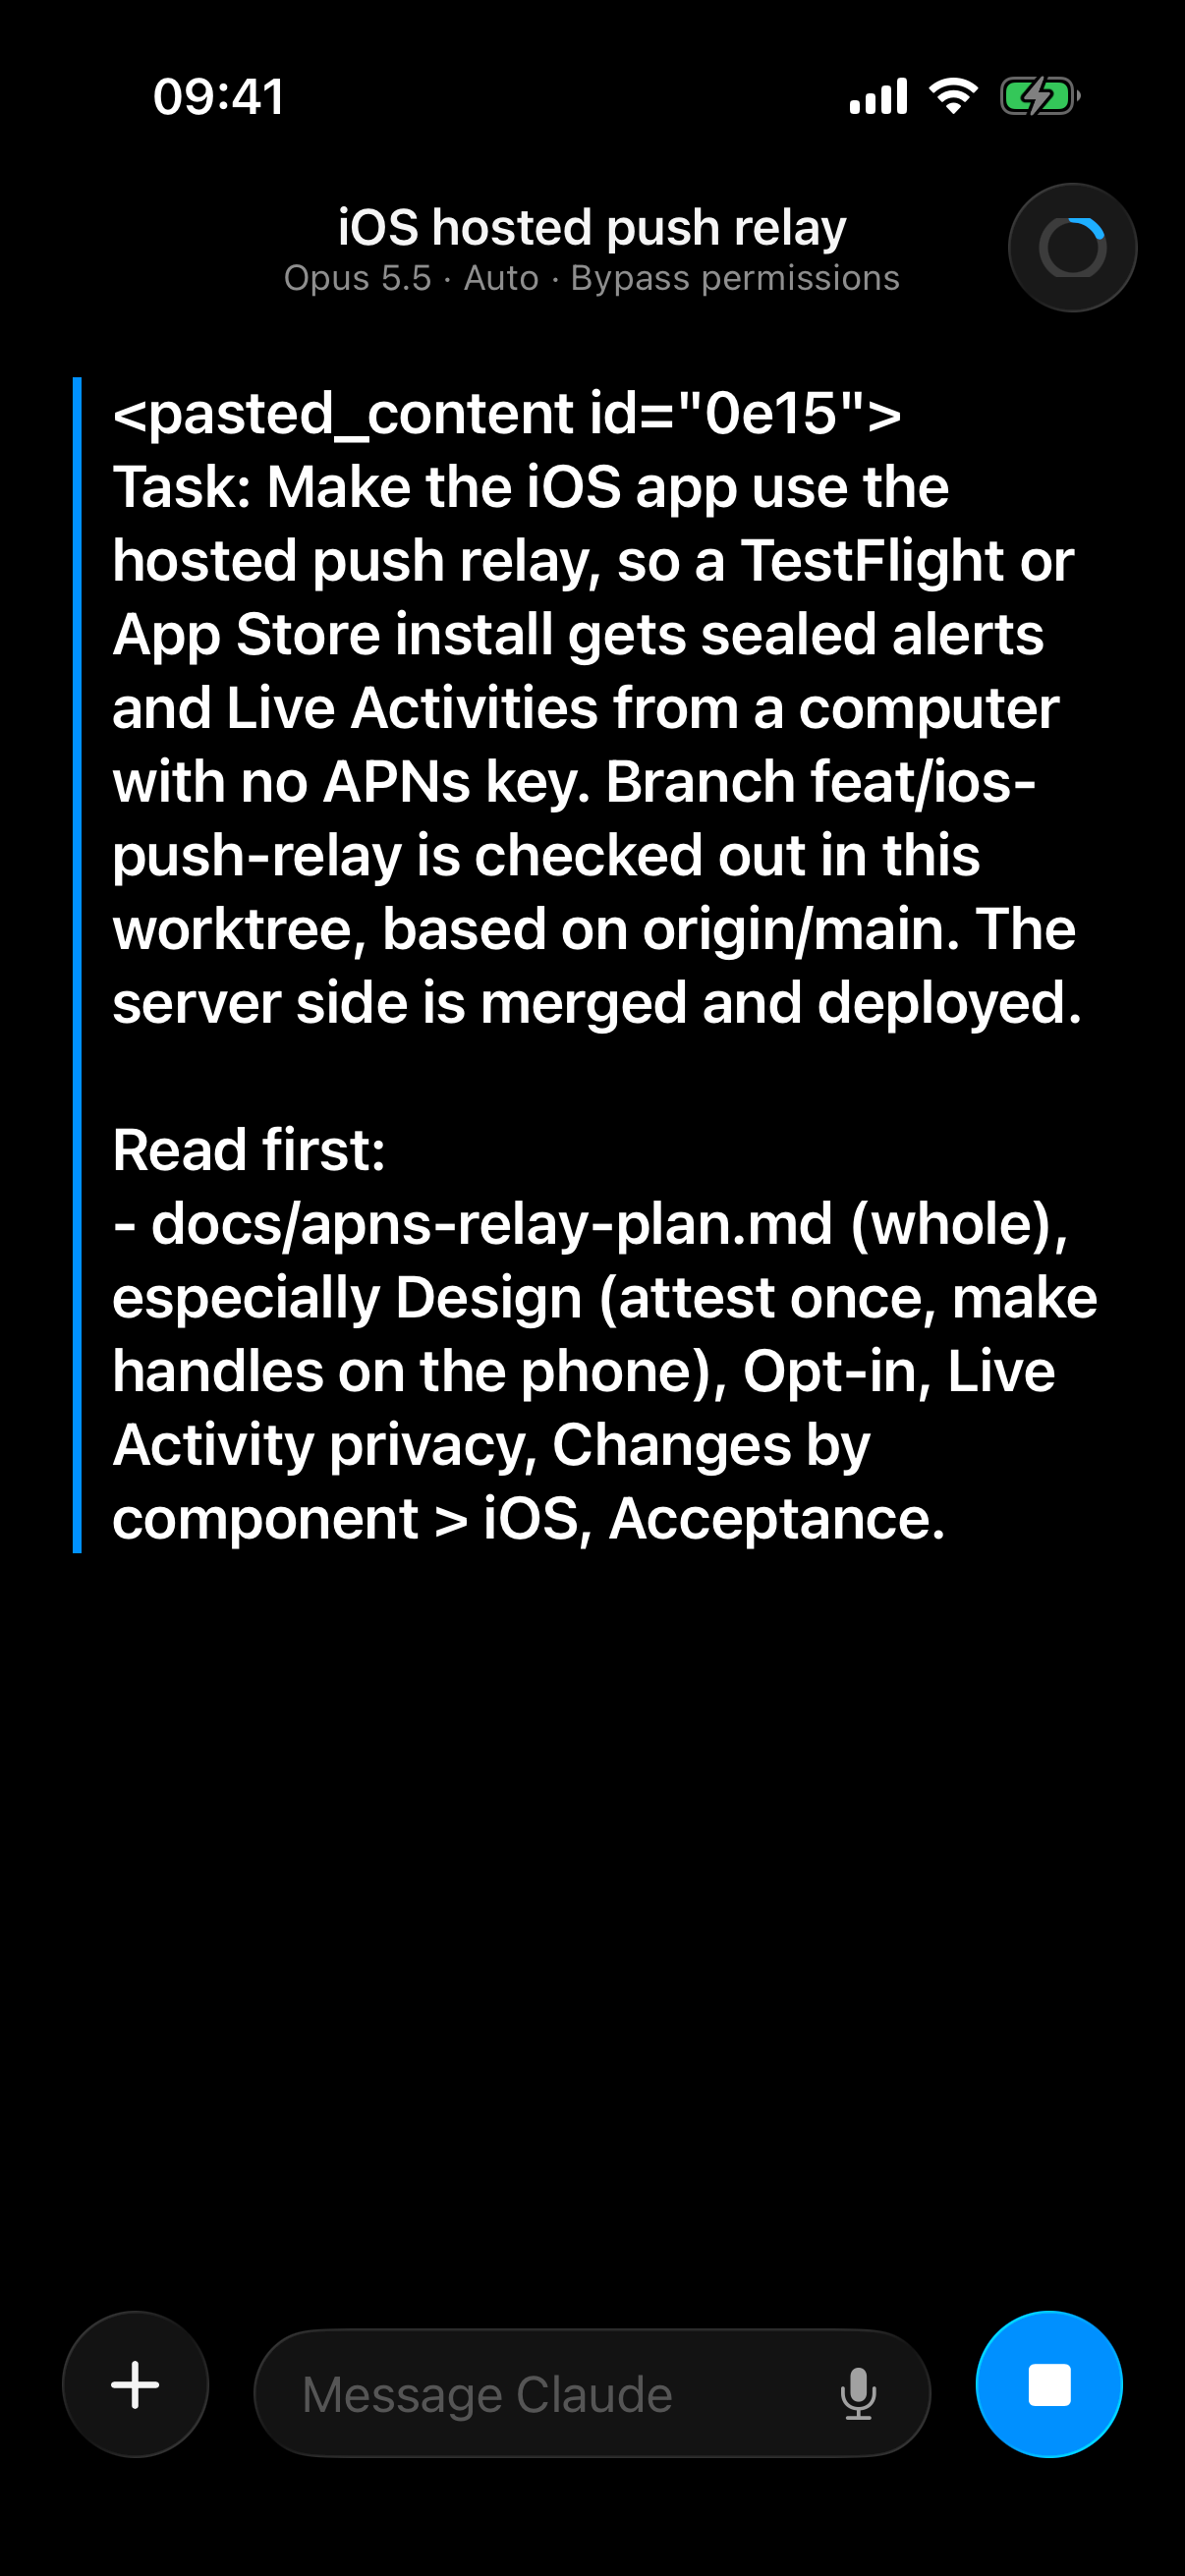 09:41
iOS hosted push relay
Opus 5.5 · Auto · Bypass permissions
<pasted_content id="0e15">
Task: Make the iOS app use the
hosted push relay, so a TestFlight or
App Store install gets sealed alerts
and Live Activities from a computer
with no APNs key. Branch feat/ios-
push-relay is checked out in this
worktree, based on origin/main. The
server side is merged and deployed.

Read first:
- docs/apns-relay-plan.md (whole),
especially Design (attest once, make
handles on the phone), Opt-in, Live
Activity privacy, Changes by
component > iOS, Acceptance.
Message Claude